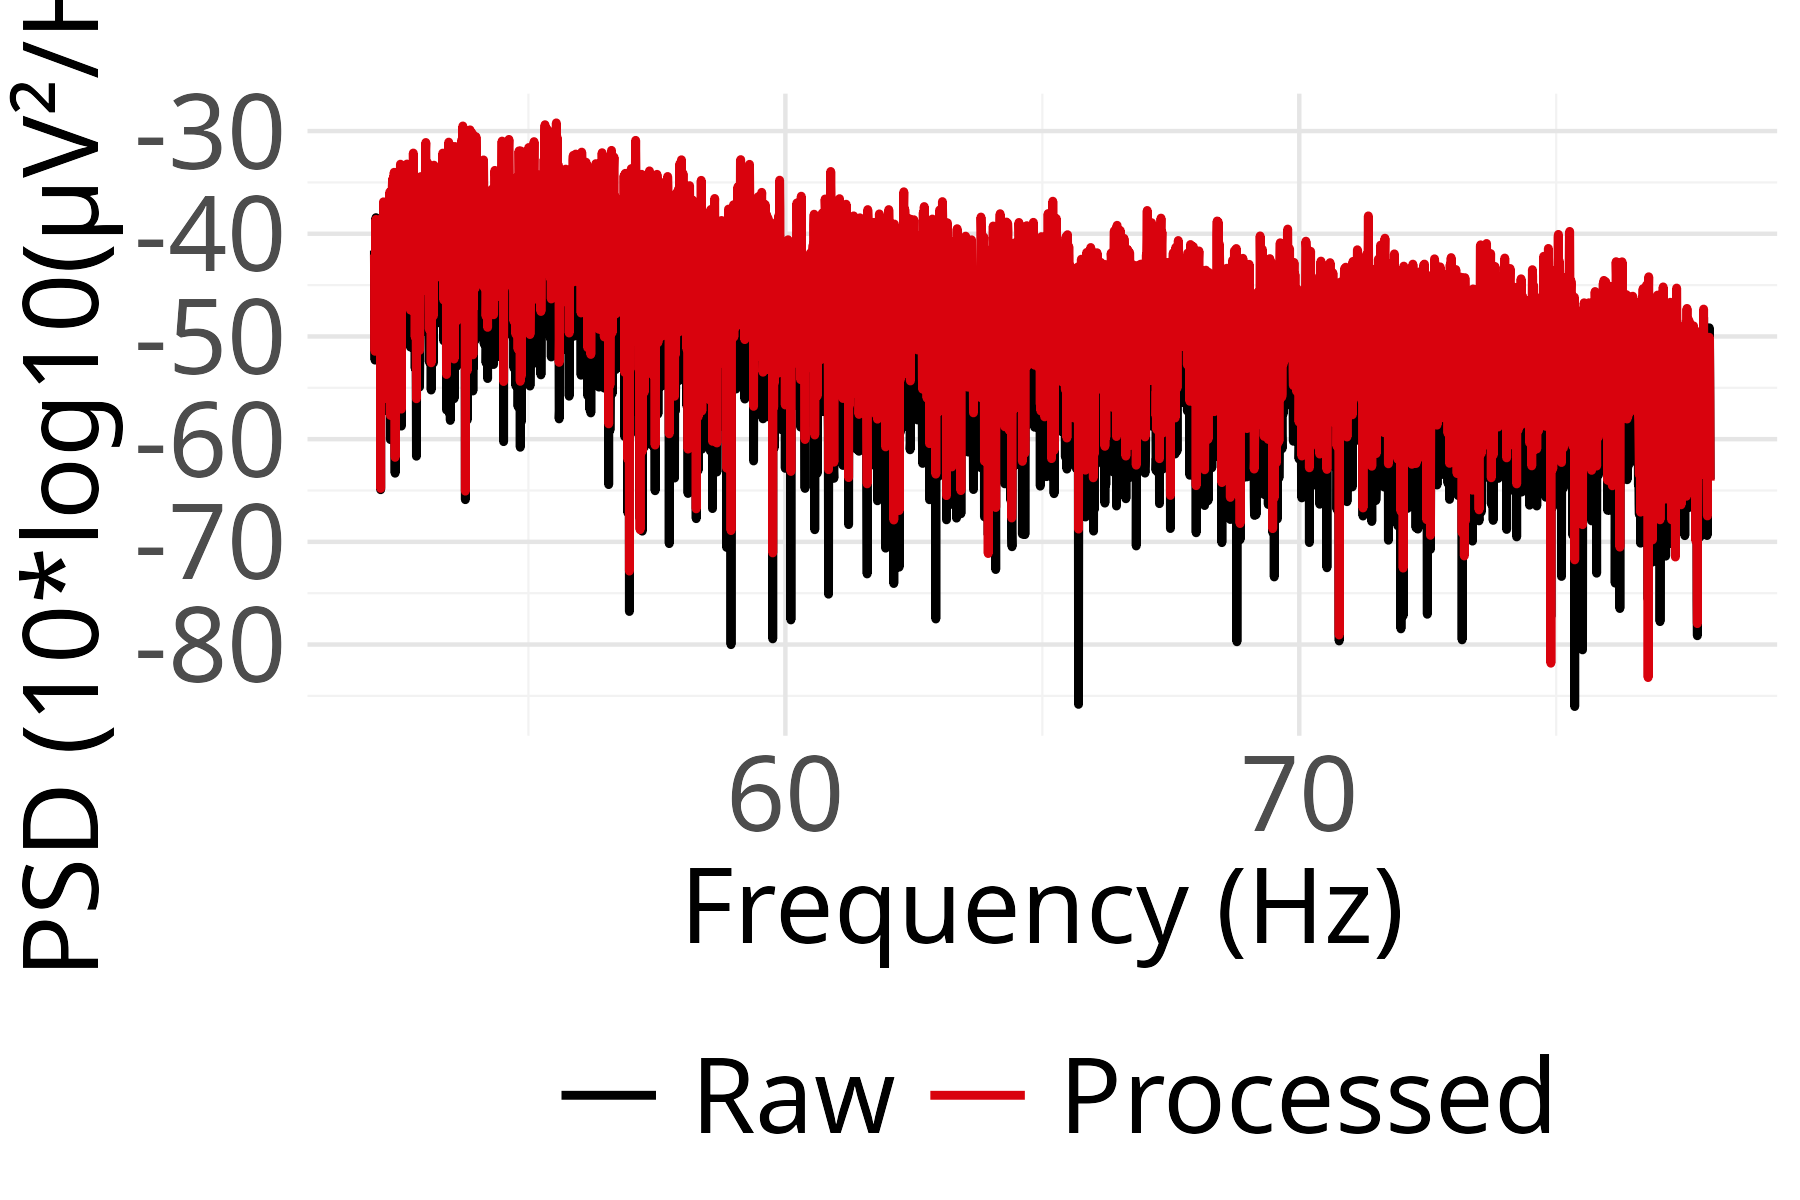 PSD (10*log10(μV²/H
-30
-40
-50
-60
-70
-80
60 70
Frequency (Hz)
Raw Processed